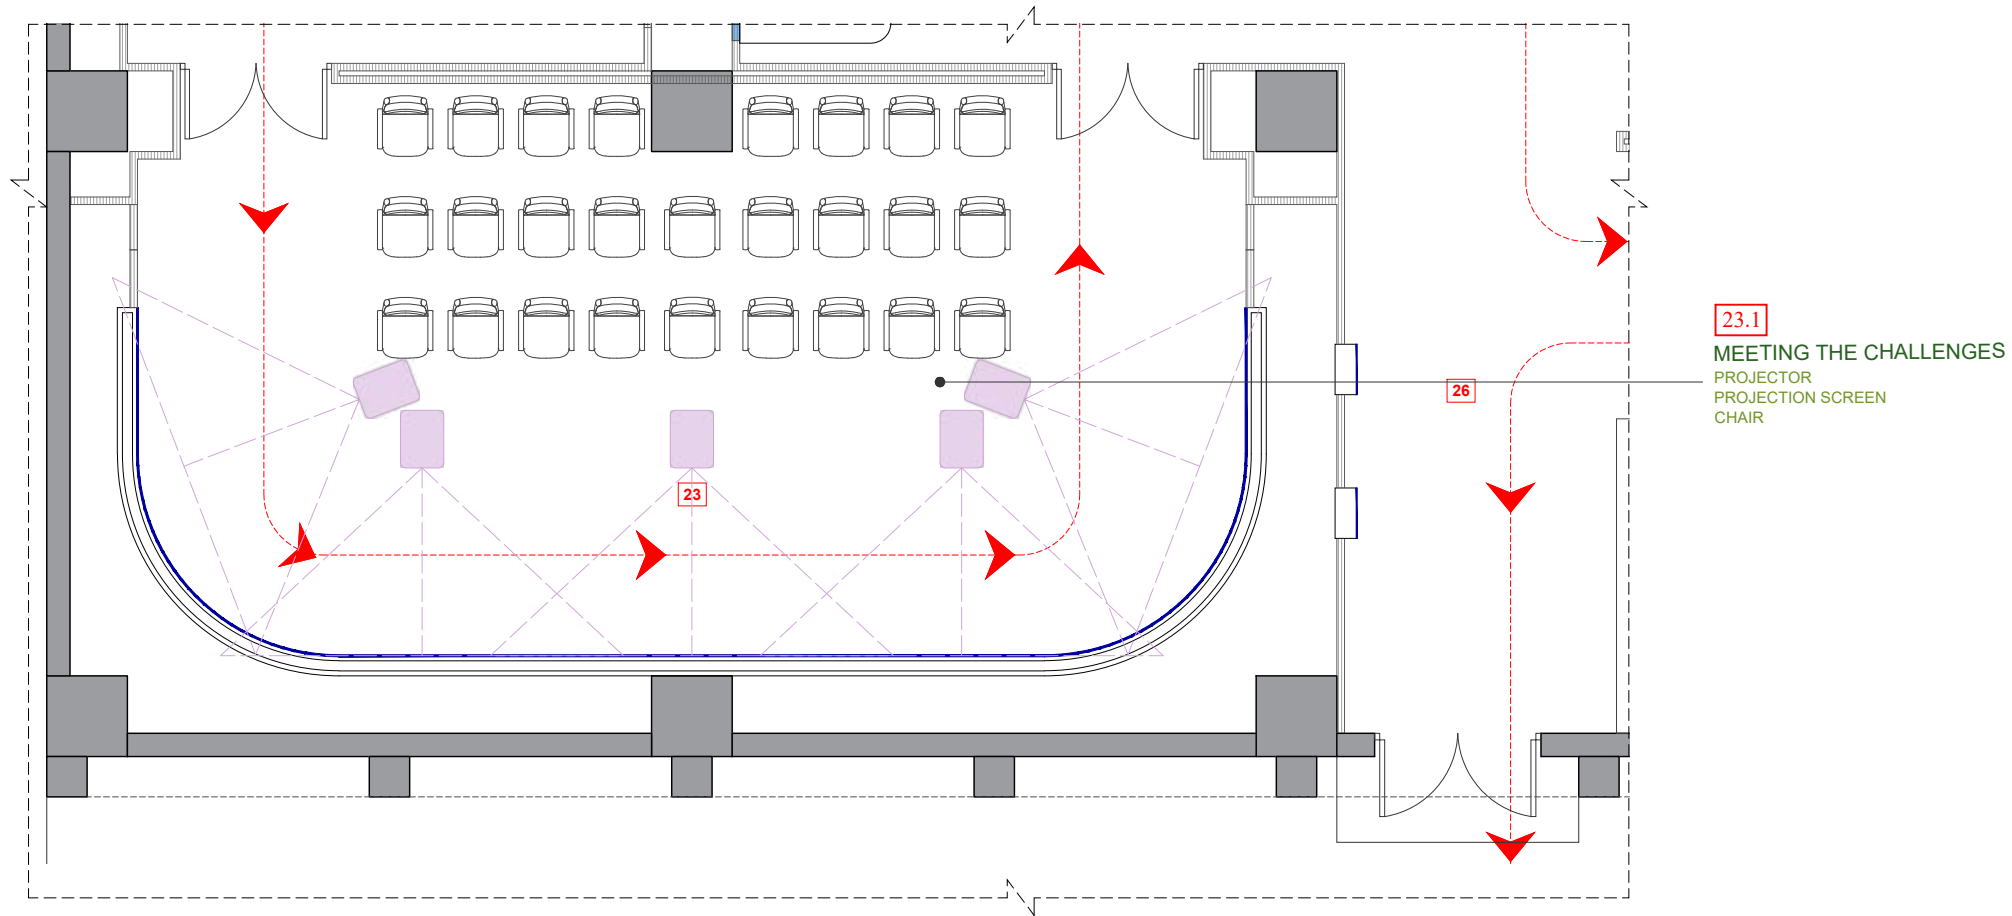 23.1
MEETING THE CHALLENGES
PROJECTOR
PROJECTION SCREEN
CHAIR
26
23